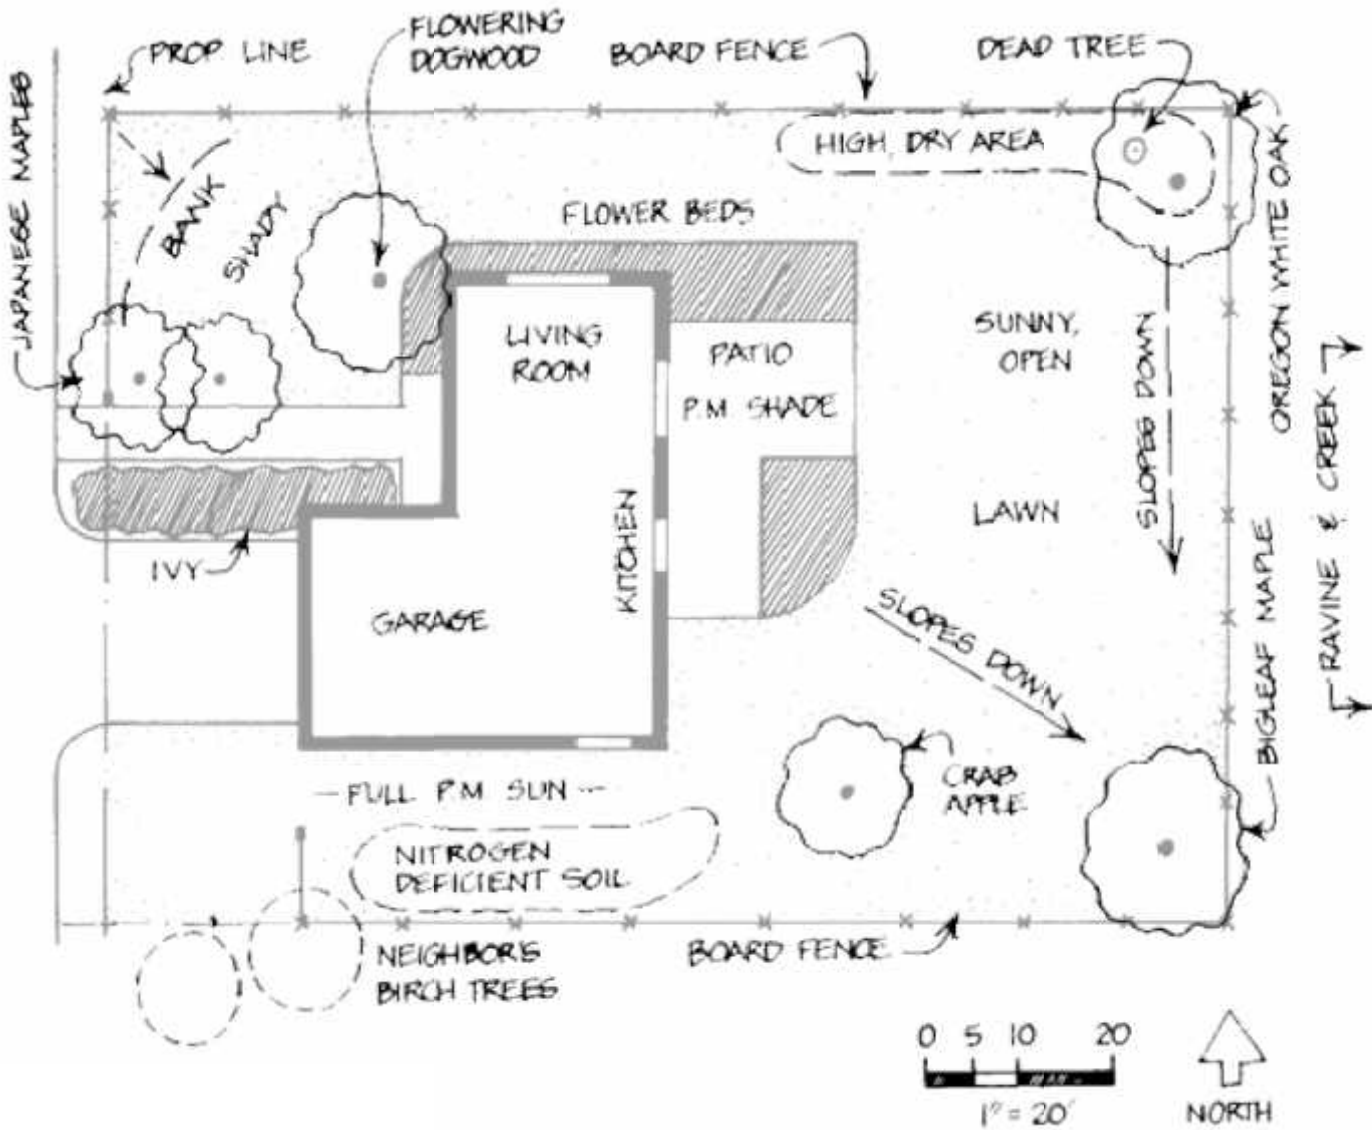 PROP. LINE
FLOWERING
DOGWOOD
BOARD FENCE
DEAD TREE
JAPANESE MAPLES
HIGH, DRY AREA
BANK
SHADY
FLOWER BEDS
OREGON WHITE OAK
LIVING
ROOM
PATIO
P.M SHADE
SUNNY,
OPEN
SLOPES DOWN
RAVINE & CREEK
LAWN
KITCHEN
IVY
GARAGE
SLOPES DOWN
BIGLEAF MAPLE
FULL P.M SUN
CRAB
APPLE
NITROGEN
DEFICIENT SOIL
NEIGHBOR'S
BIRCH TREES
BOARD FENCE
0 5 10 20
1" = 20'
NORTH